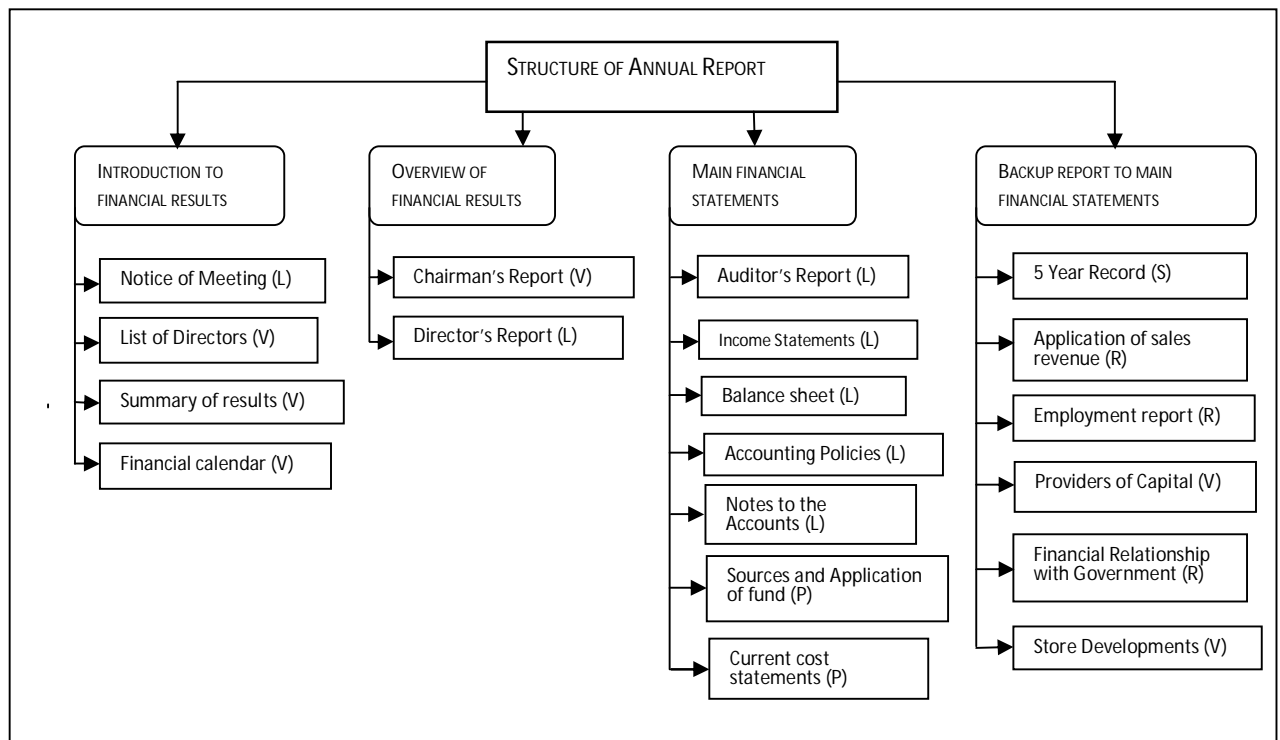 STRUCTURE OF ANNUAL REPORT
INTRODUCTION TO
FINANCIAL RESULTS
Notice of Meeting (L)
List of Directors (V)
Summary of results (V)
Financial calendar (V)
OVERVIEW OF
FINANCIAL RESULTS
Chairman’s Report (V)
Director’s Report (L)
MAIN FINANCIAL
STATEMENTS
Auditor’s Report (L)
Income Statements (L)
Balance sheet (L)
Accounting Policies (L)
Notes to the
Accounts (L)
Sources and Application
of fund (P)
Current cost
statements (P)
BACKUP REPORT TO MAIN
FINANCIAL STATEMENTS
5 Year Record (S)
Application of sales
revenue (R)
Employment report (R)
Providers of Capital (V)
Financial Relationship
with Government (R)
Store Developments (V)